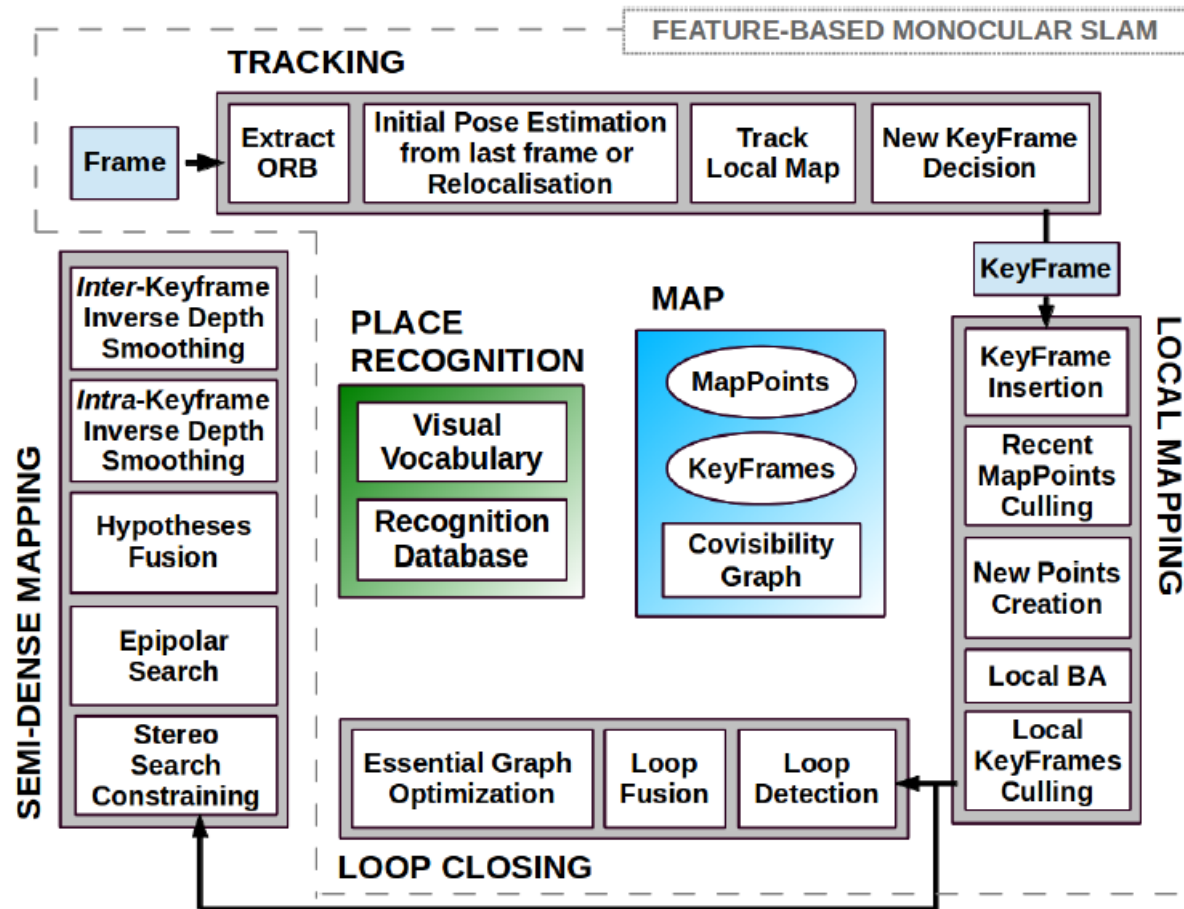 FEATURE-BASED MONOCULAR SLAM
TRACKING
Frame
Extract
ORB
Initial Pose Estimation
from last frame or
Relocalisation
Track
Local Map
New KeyFrame
Decision
KeyFrame
LOCAL MAPPING
KeyFrame
Insertion
Recent
MapPoints
Culling
New Points
Creation
Local BA
Local
KeyFrames
Culling
MAP
MapPoints
KeyFrames
Covisibility
Graph
PLACE
RECOGNITION
Visual
Vocabulary
Recognition
Database
SEMI-DENSE MAPPING
Inter-Keyframe
Inverse Depth
Smoothing
Intra-Keyframe
Inverse Depth
Smoothing
Hypotheses
Fusion
Epipolar
Search
Stereo
Search
Constraining
Essential Graph
Optimization
Loop
Fusion
Loop
Detection
LOOP CLOSING